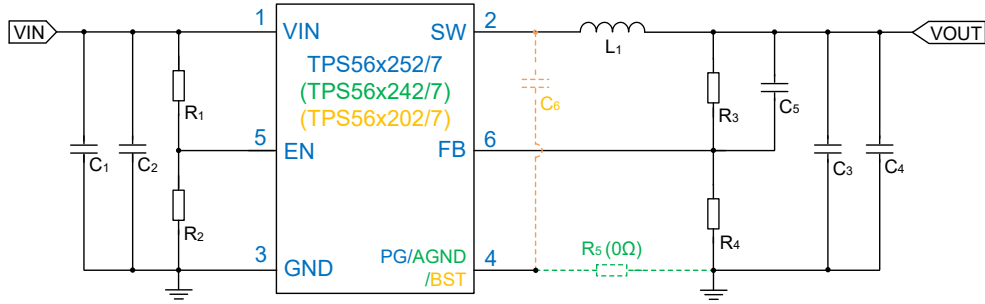 VIN
1
VIN
SW
2
L₁
VOUT
TPS56x252/7
(TPS56x242/7)
(TPS56x202/7)
C₁
C₂
R₁
5
EN
FB
6
C₆
R₃
C₅
C₃
C₄
R₂
R₄
3
GND
PG/AGND
/BST
4
R₅ (0Ω)